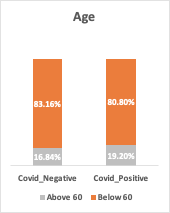 Age
83.16% 80.80%
16.84% 19.20%
Covid_Negative Covid_Positive
Above 60 Below 60